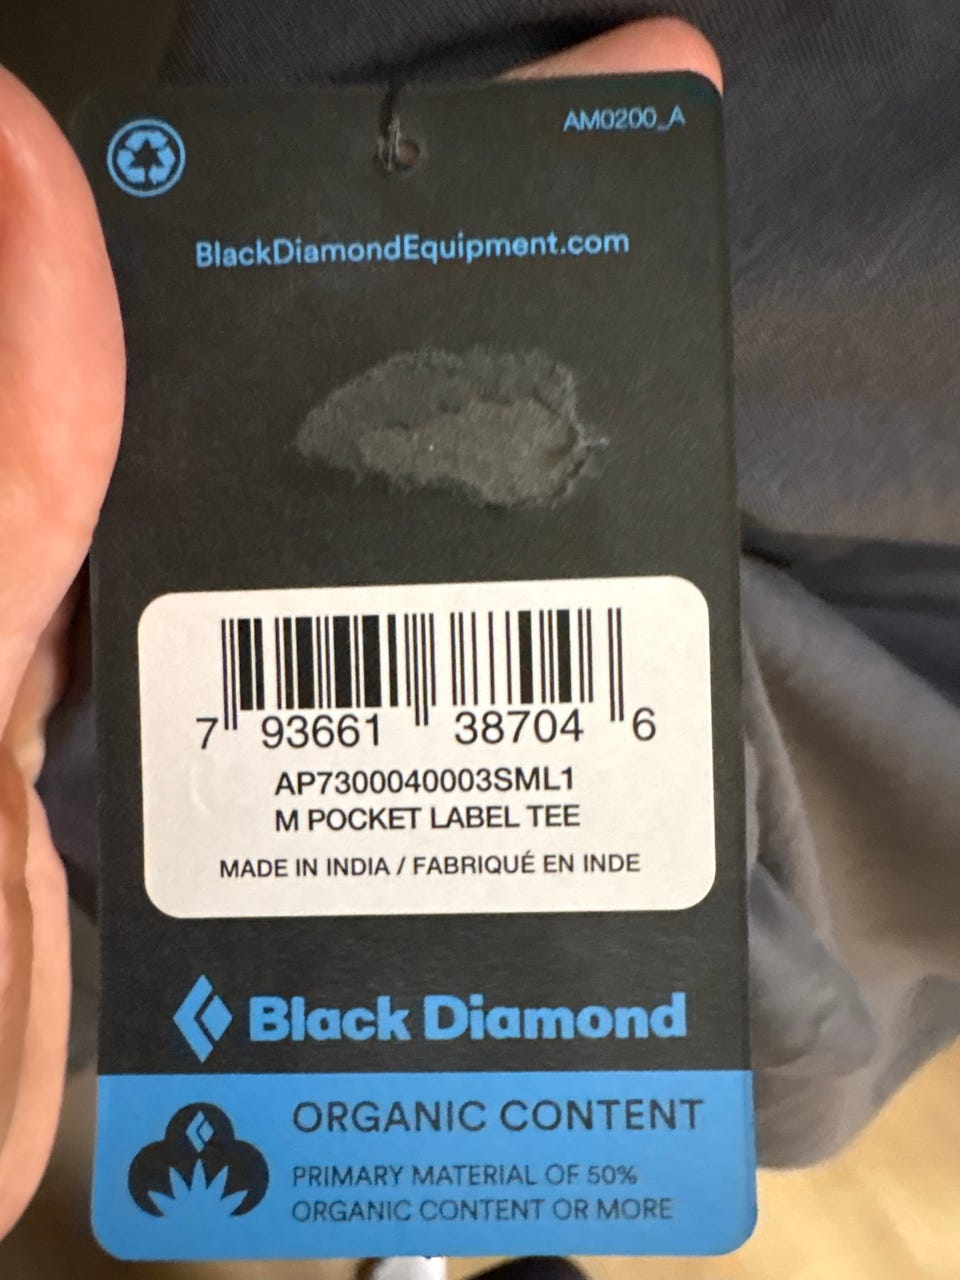 AM0200_A
BlackDiamondEquipment.com
7 93661 38704 6
AP7300040003SML1
M POCKET LABEL TEE
MADE IN INDIA / FABRIQUÉ EN INDE
Black Diamond
ORGANIC CONTENT
PRIMARY MATERIAL OF 50%
ORGANIC CONTENT OR MORE